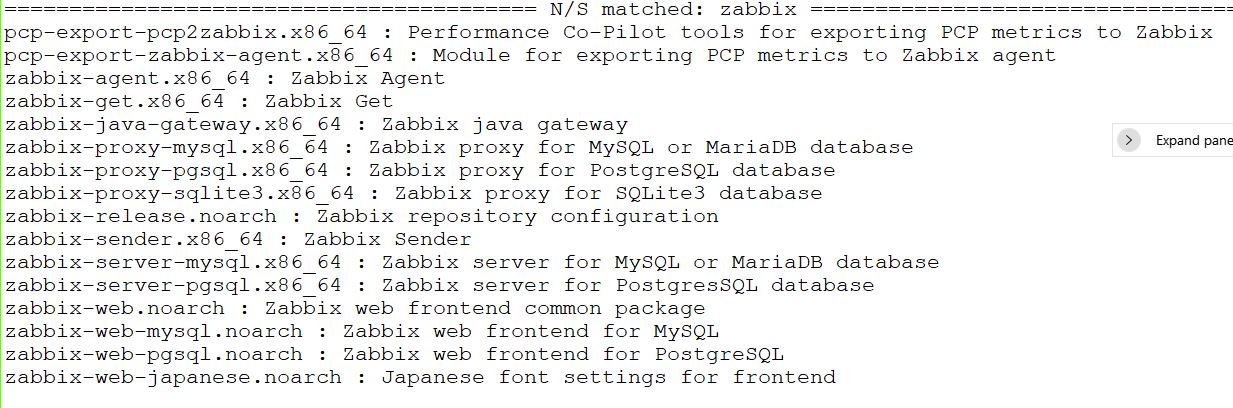 ========================================= N/S matched: zabbix =================================
pcp-export-pcp2zabbix.x86_64 : Performance Co-Pilot tools for exporting PCP metrics to Zabbix
pcp-export-zabbix-agent.x86_64 : Module for exporting PCP metrics to Zabbix agent
zabbix-agent.x86_64 : Zabbix Agent
zabbix-get.x86_64 : Zabbix Get
zabbix-java-gateway.x86_64 : Zabbix java gateway
zabbix-proxy-mysql.x86_64 : Zabbix proxy for MySQL or MariaDB database
Expand pane
zabbix-proxy-pgsql.x86_64 : Zabbix proxy for PostgreSQL database
zabbix-proxy-sqlite3.x86_64 : Zabbix proxy for SQLite3 database
zabbix-release.noarch : Zabbix repository configuration
zabbix-sender.x86_64 : Zabbix Sender
zabbix-server-mysql.x86_64 : Zabbix server for MySQL or MariaDB database
zabbix-server-pgsql.x86_64 : Zabbix server for PostgresSQL database
zabbix-web.noarch : Zabbix web frontend common package
zabbix-web-mysql.noarch : Zabbix web frontend for MySQL
zabbix-web-pgsql.noarch : Zabbix web frontend for PostgreSQL
zabbix-web-japanese.noarch : Japanese font settings for frontend